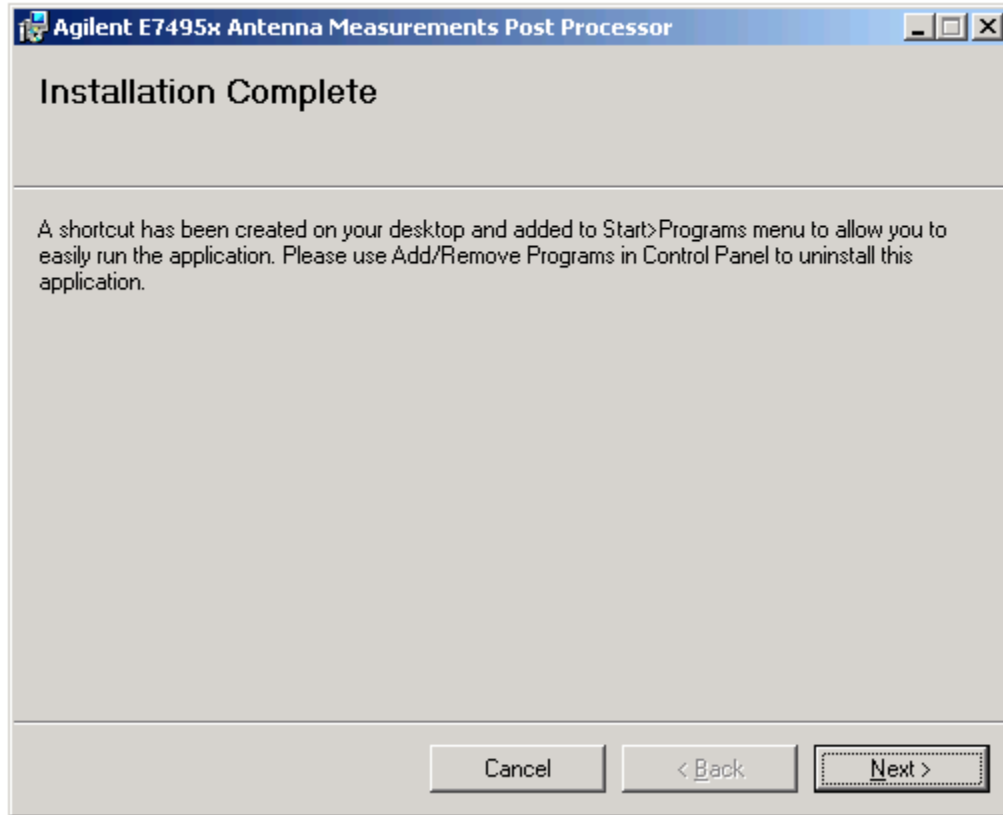 Agilent E7495x Antenna Measurements Post Processor
Installation Complete
A shortcut has been created on your desktop and added to Start>Programs menu to allow you to
easily run the application. Please use Add/Remove Programs in Control Panel to uninstall this
application.
Cancel
< Back
Next >